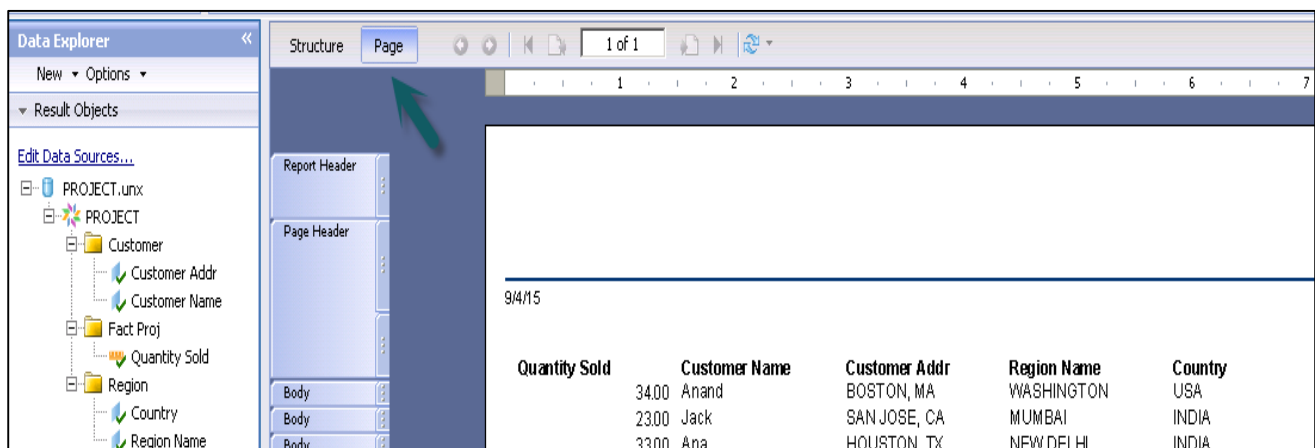 Data Explorer «
New Options
Result Objects
Edit Data Sources...
PROJECT.unx
PROJECT
Customer
Customer Addr
Customer Name
Fact Proj
Quantity Sold
Region
Country
Region Name
Structure Page 1 of 1
1 2 3 4 5 6 7
Report Header
Page Header
Body
Body
Body
9/4/15
Quantity Sold Customer Name Customer Addr Region Name Country
34.00 Anand BOSTON, MA WASHINGTON USA
23.00 Jack SAN JOSE, CA MUMBAI INDIA
33.00 Ana HOUSTON, TX NEW DELHI INDIA